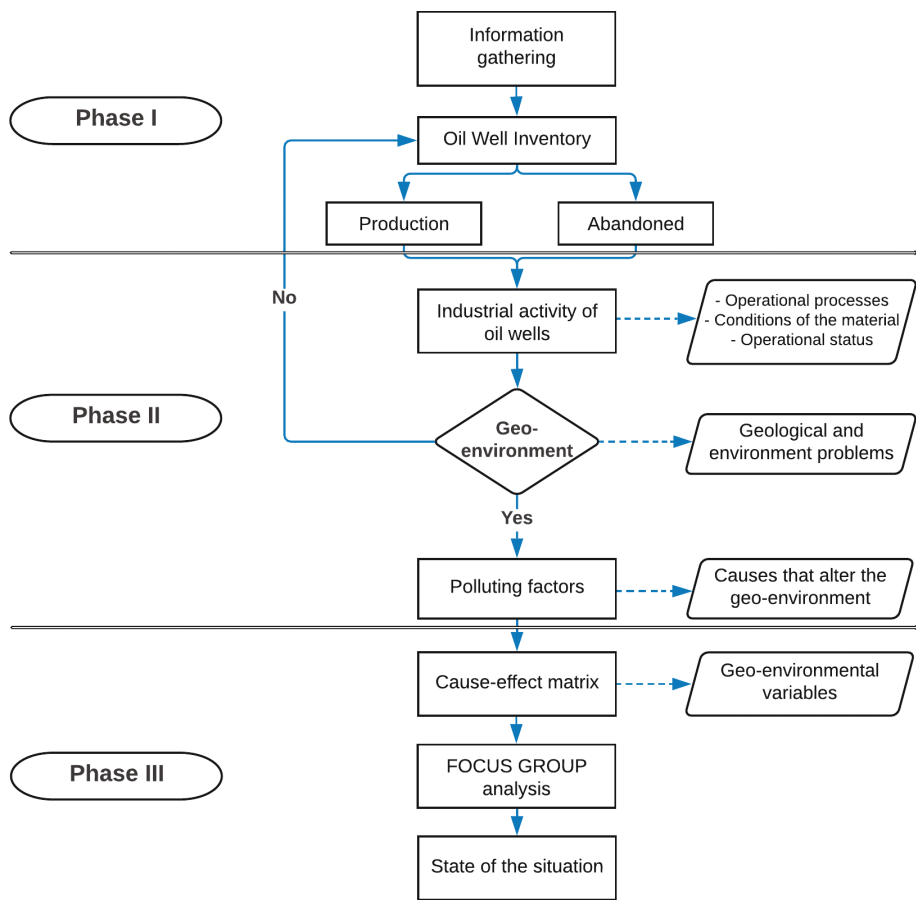 Information
gathering
Phase I
Oil Well Inventory
Production
Abandoned
No
Industrial activity of
oil wells
- Operational processes
- Conditions of the material
- Operational status
Phase II
Geo-
environment
Geological and
environment problems
Yes
Polluting factors
Causes that alter the
geo-environment
Cause-effect matrix
Geo-environmental
variables
Phase III
FOCUS GROUP
analysis
State of the situation